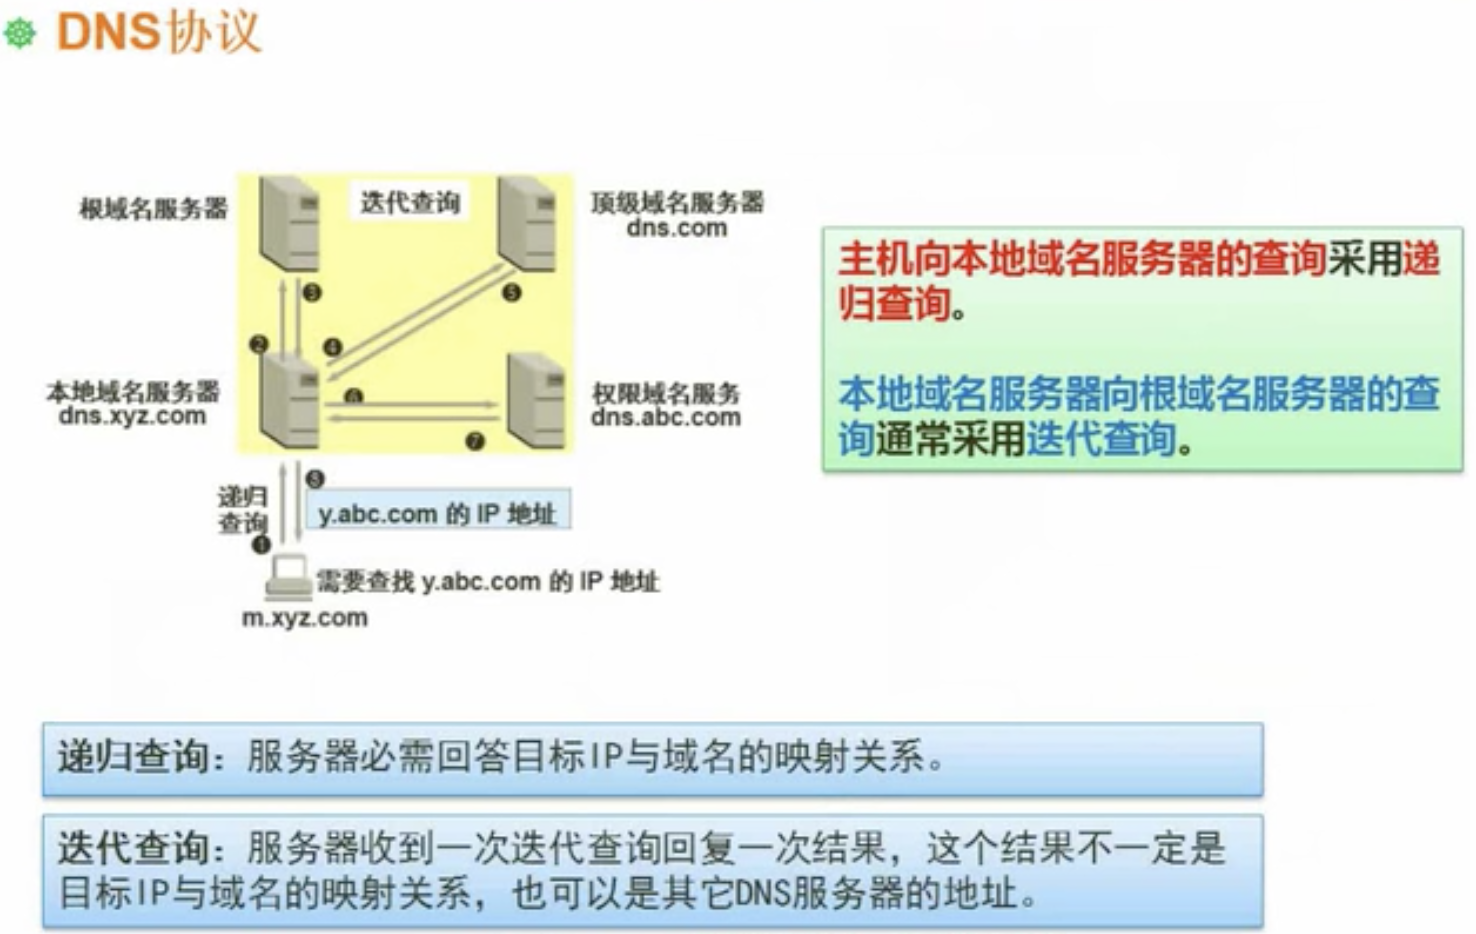 DNS协议
根域名服务器
迭代查询
顶级域名服务器
dns.com
❸
❺
❷
❹
本地域名服务器
dns.xyz.com
❻
权限域名服务
dns.abc.com
❼
主机向本地域名服务器的查询采用递
归查询。
本地域名服务器向根域名服务器的查
询通常采用迭代查询。
递归
查询
❽
y.abc.com 的 IP 地址
❶
需要查找 y.abc.com 的 IP 地址
m.xyz.com
递归查询：服务器必需回答目标IP与域名的映射关系。
迭代查询：服务器收到一次迭代查询回复一次结果，这个结果不一定是
目标IP与域名的映射关系，也可以是其它DNS服务器的地址。